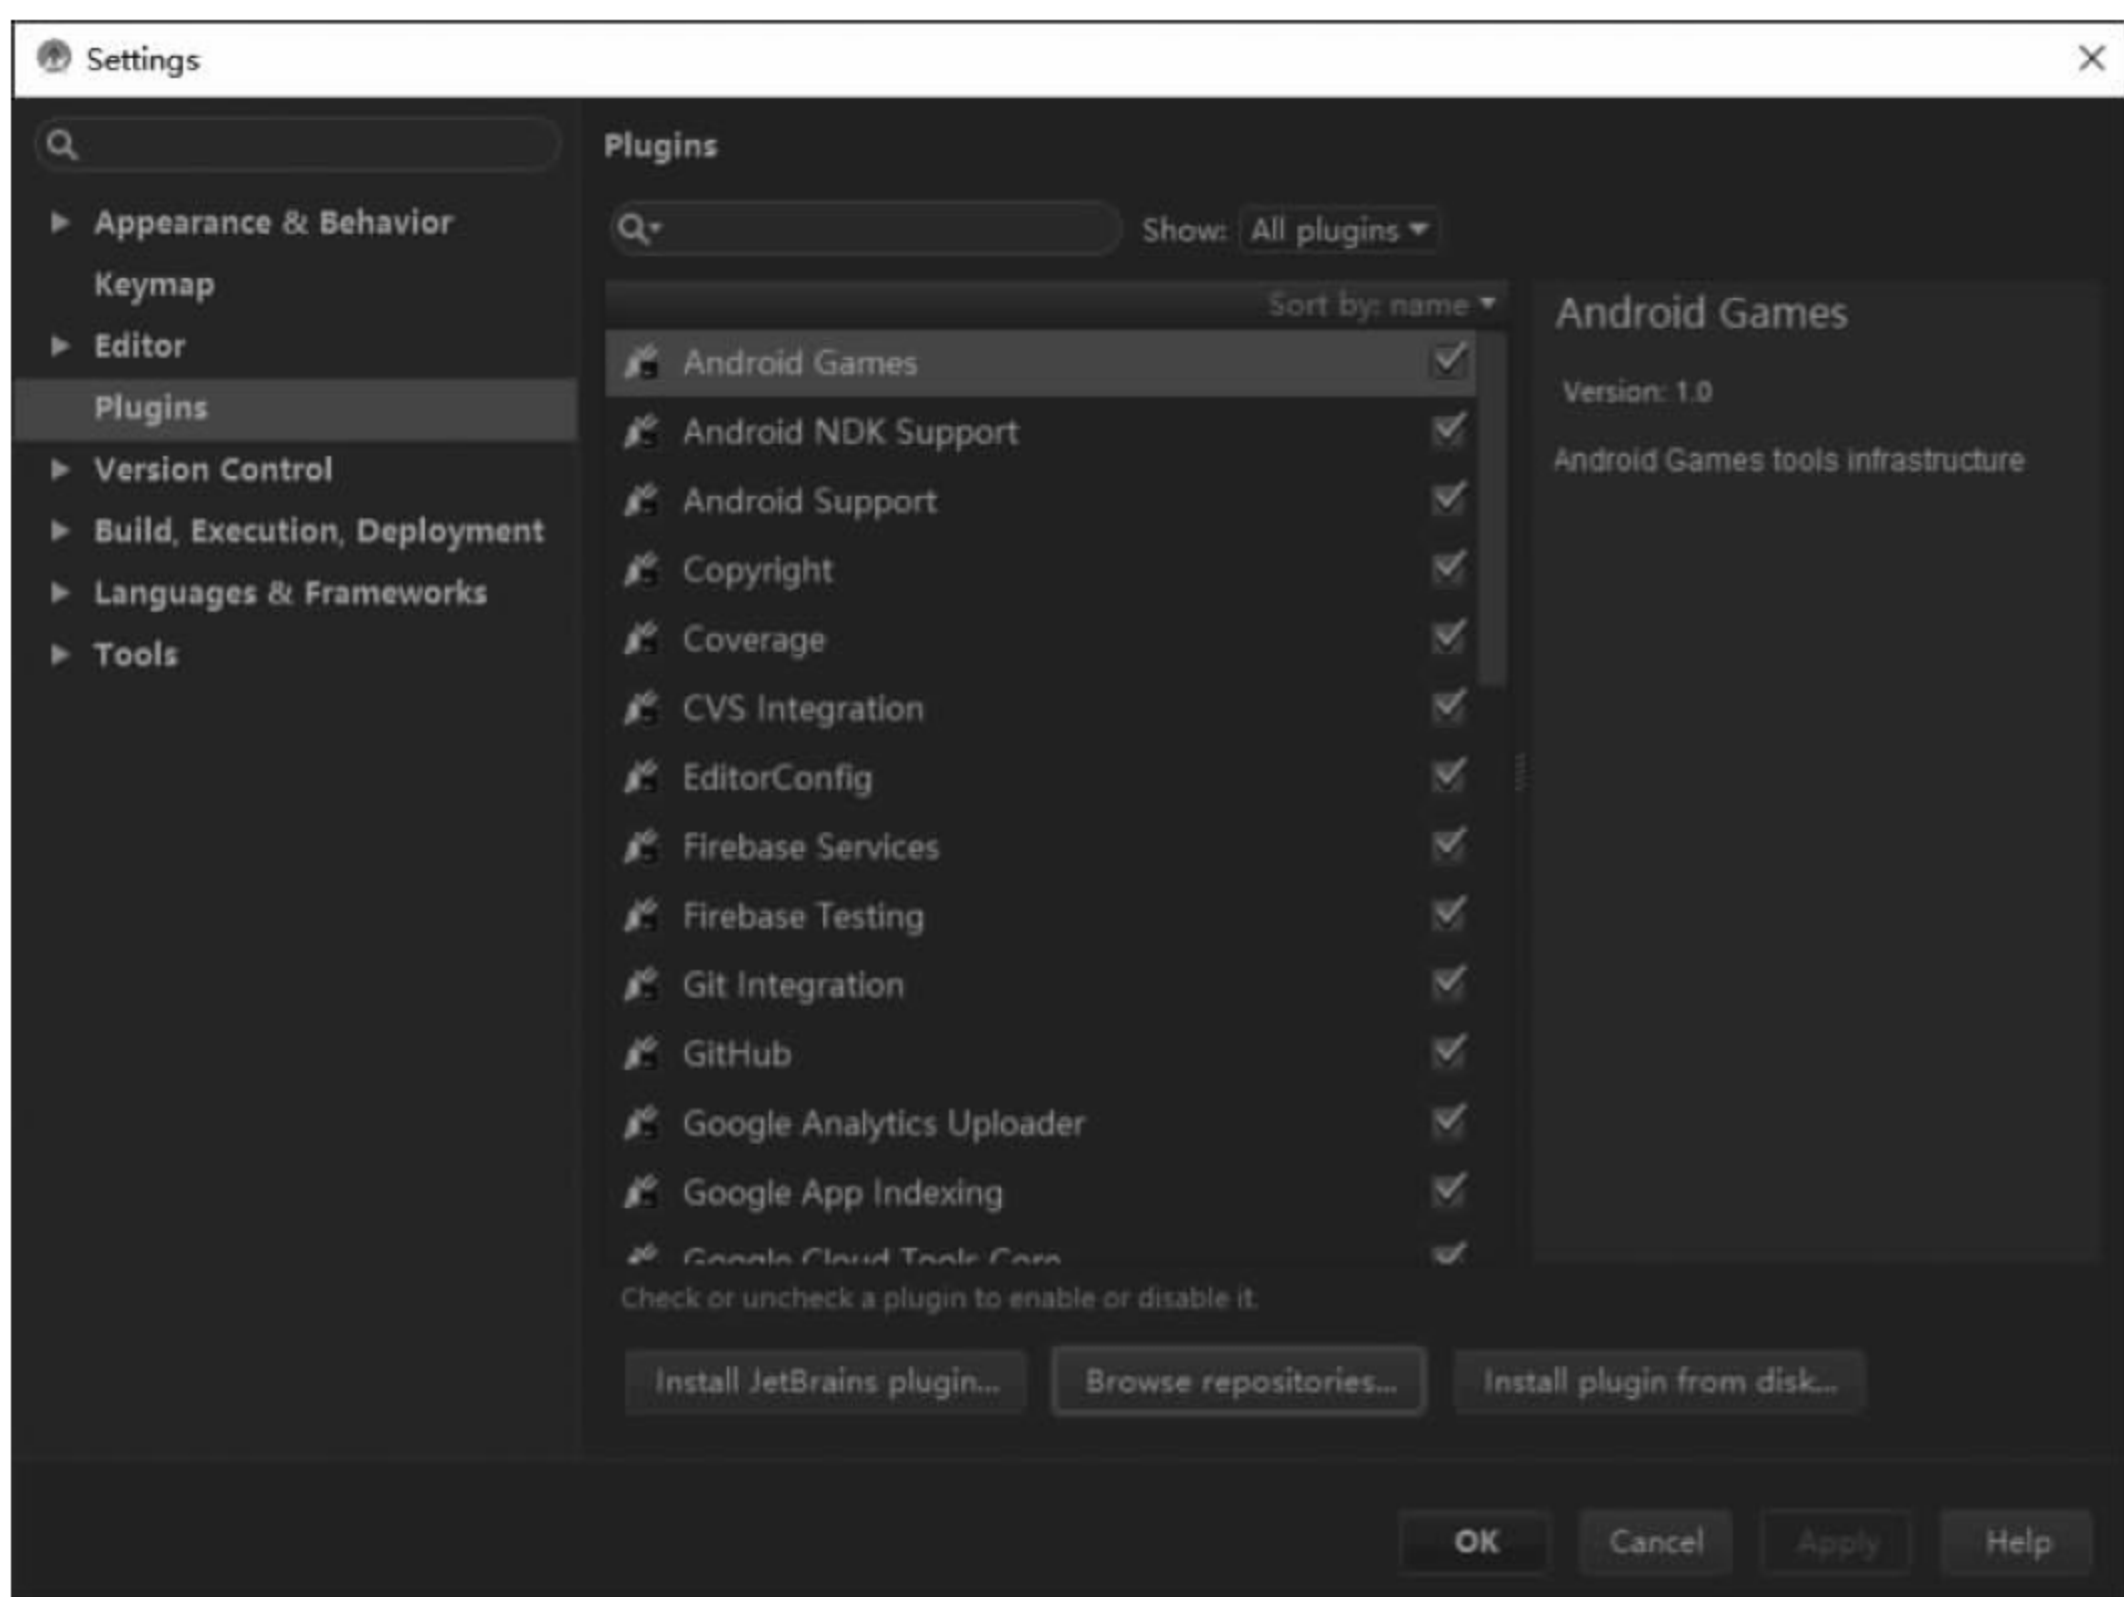 Settings
Appearance & Behavior
Keymap
Editor
Plugins
Version Control
Build, Execution, Deployment
Languages & Frameworks
Tools
Plugins
Show: All plugins
Sort by: name
Android Games
Android NDK Support
Android Support
Copyright
Coverage
CVS Integration
EditorConfig
Firebase Services
Firebase Testing
Git Integration
GitHub
Google Analytics Uploader
Google App Indexing
Google Cloud Tools Core
Android Games
Version: 1.0
Android Games tools infrastructure
Check or uncheck a plugin to enable or disable it.
Install JetBrains plugin...
Browse repositories...
Install plugin from disk...
OK
Cancel
Apply
Help